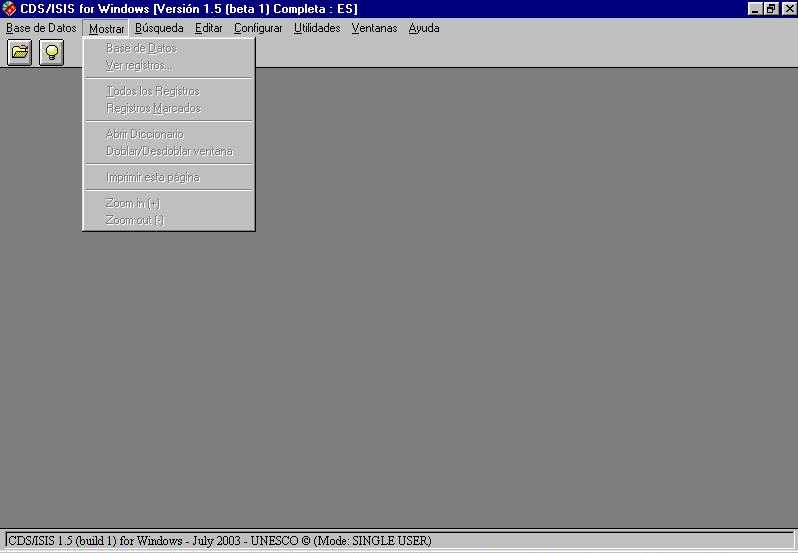 CDS/ISIS for Windows [Versión 1.5 (beta 1) Completa : ES]
Base de Datos Mostrar Búsqueda Editar Configurar Utilidades Ventanas Ayuda
Base de Datos
Ver registros...
Todos los Registros
Registros Marcados
Abrir Diccionario
Doblar/Desdoblar ventana
Imprimir esta página
Zoom in (+)
Zoom out (-)
CDS/ISIS 1.5 (build 1) for Windows - July 2003 - UNESCO © (Mode: SINGLE USER)